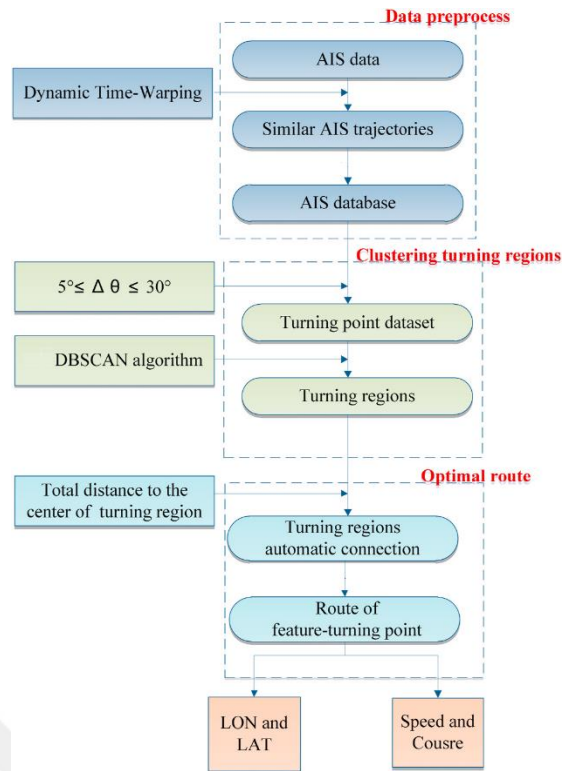 Data preprocess
AIS data
Dynamic Time-Warping
Similar AIS trajectories
AIS database
Clustering turning regions
5°≤ Δ θ ≤ 30°
Turning point dataset
DBSCAN algorithm
Turning regions
Optimal route
Total distance to the
center of turning region
Turning regions
automatic connection
Route of
feature-turning point
LON and
LAT
Speed and
Cousre